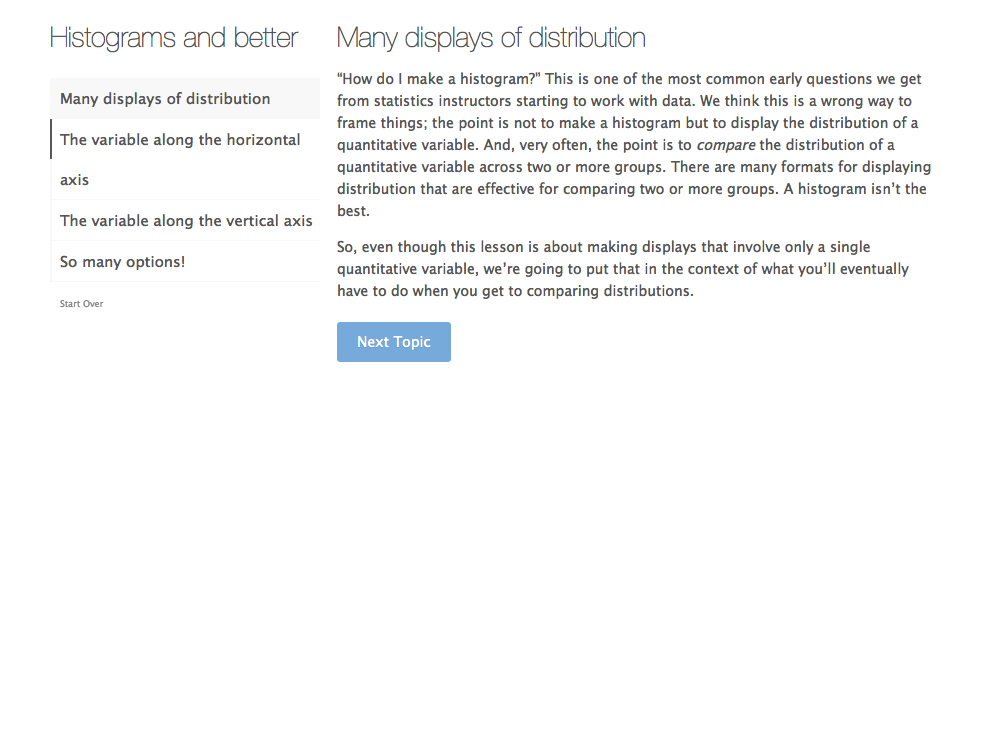 Histograms and better
Many displays of distribution
The variable along the horizontal
axis
The variable along the vertical axis
So many options!
Start Over
Many displays of distribution
“How do I make a histogram?” This is one of the most common early questions we get
from statistics instructors starting to work with data. We think this is a wrong way to
frame things; the point is not to make a histogram but to display the distribution of a
quantitative variable. And, very often, the point is to compare the distribution of a
quantitative variable across two or more groups. There are many formats for displaying
distribution that are effective for comparing two or more groups. A histogram isn’t the
best.
So, even though this lesson is about making displays that involve only a single
quantitative variable, we’re going to put that in the context of what you’ll eventually
have to do when you get to comparing distributions.
Next Topic